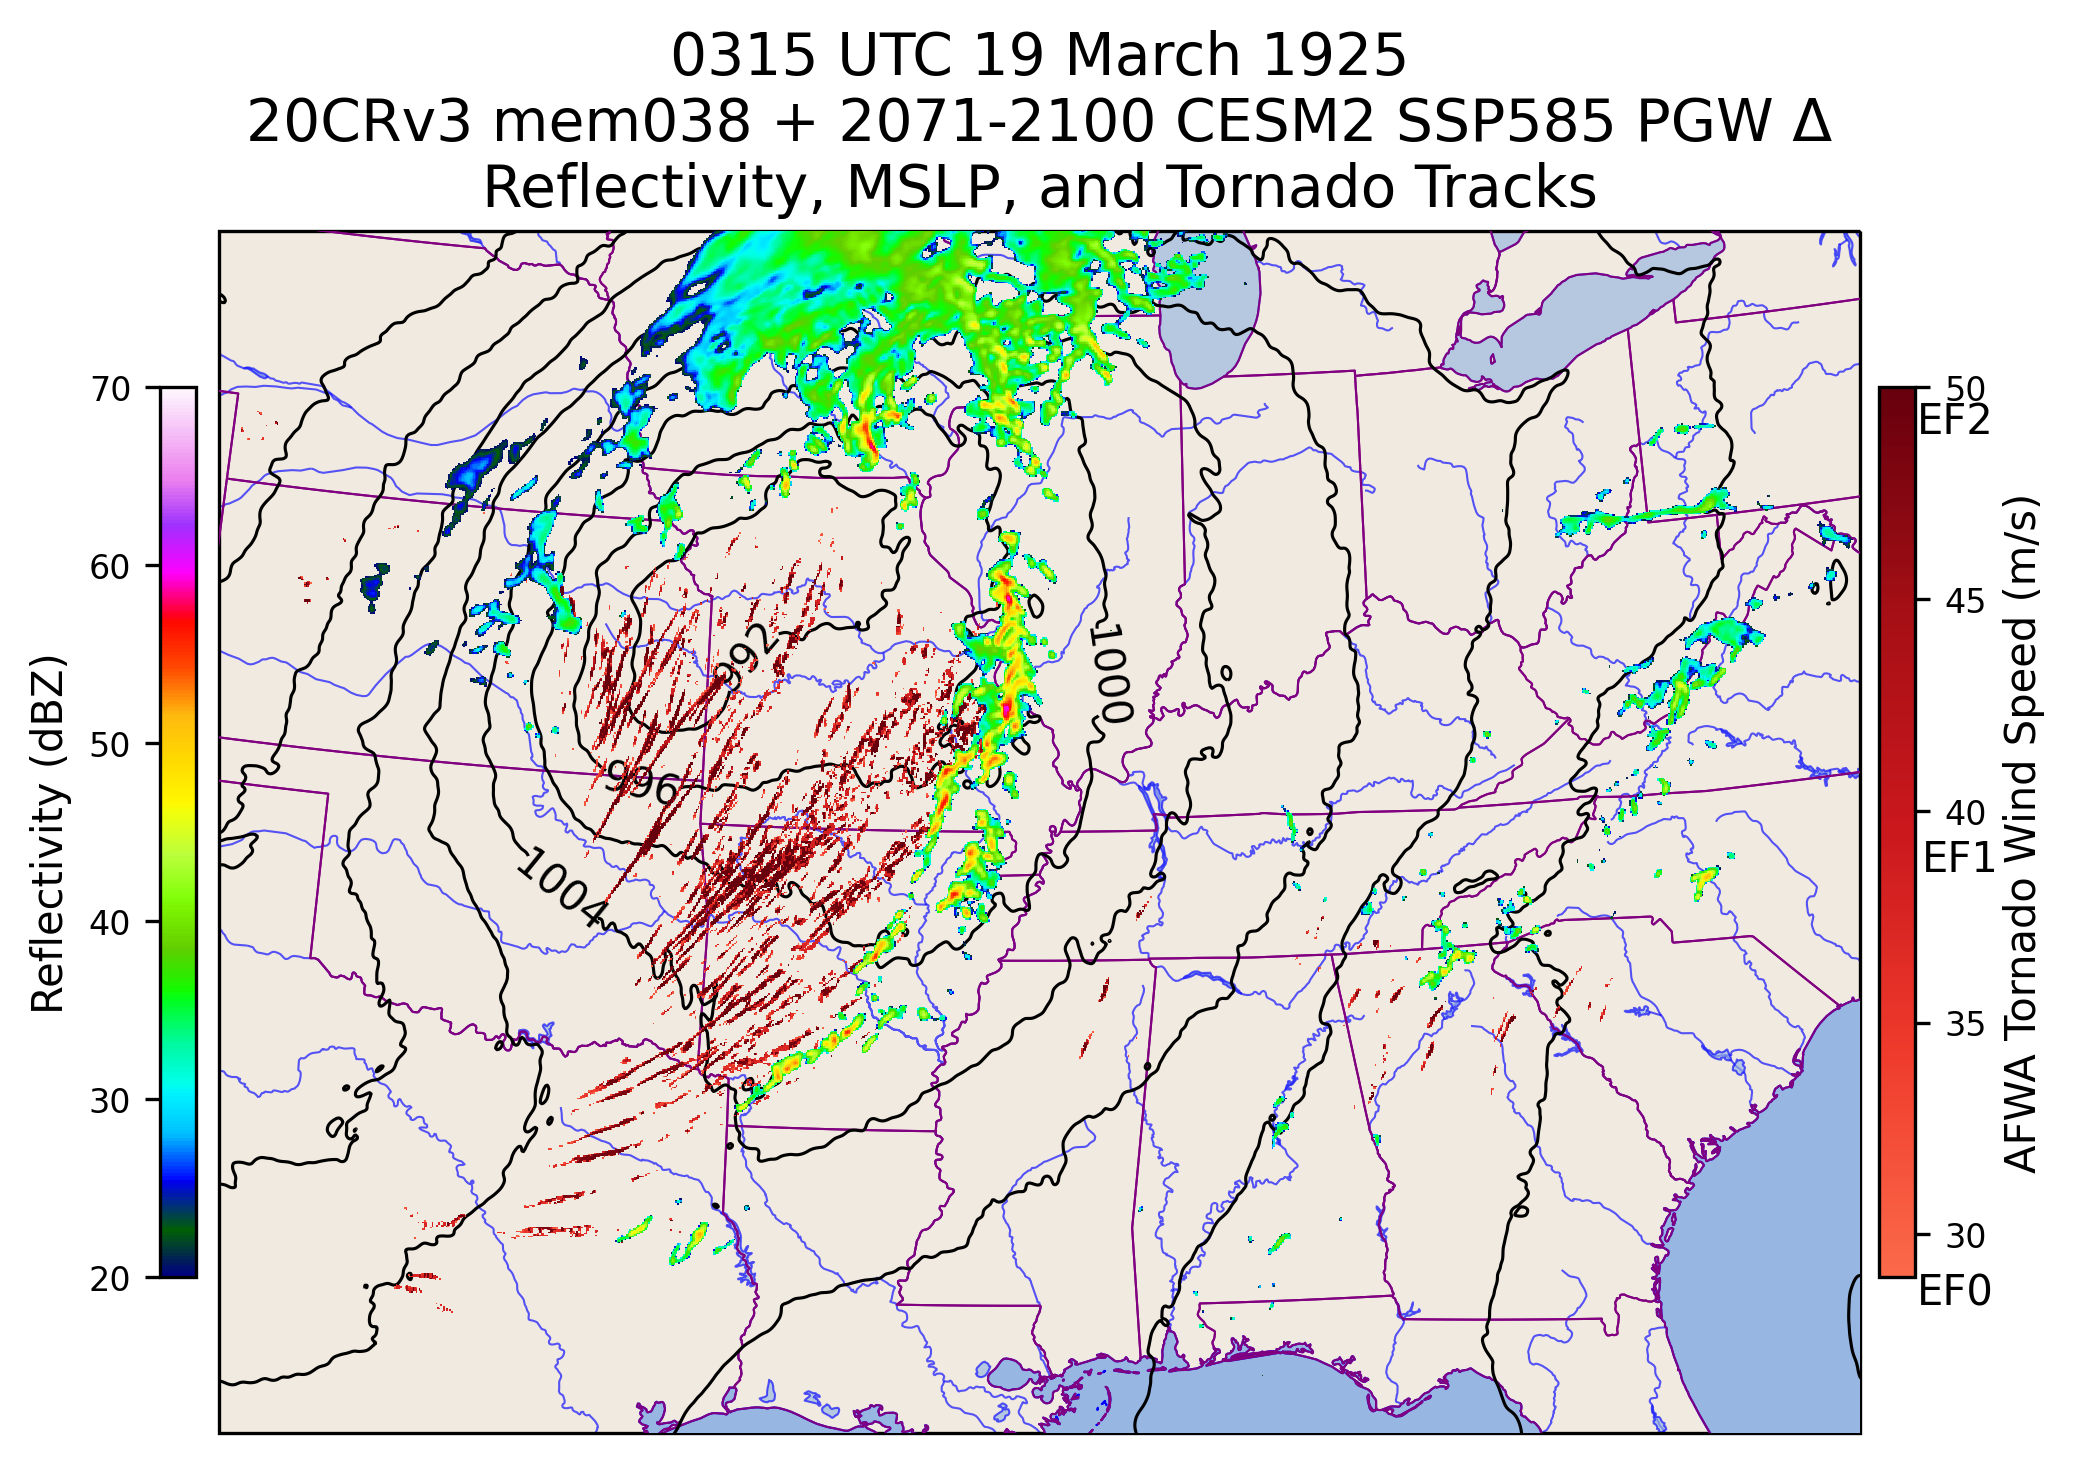 0315 UTC 19 March 1925
20CRv3 mem038 + 2071-2100 CESM2 SSP585 PGW Δ
Reflectivity, MSLP, and Tornado Tracks
70
60
50
40
30
20
Reflectivity (dBZ)
992
996
1000
1004
50
EF2
45
40
EF1
35
30
EF0
AFWA Tornado Wind Speed (m/s)